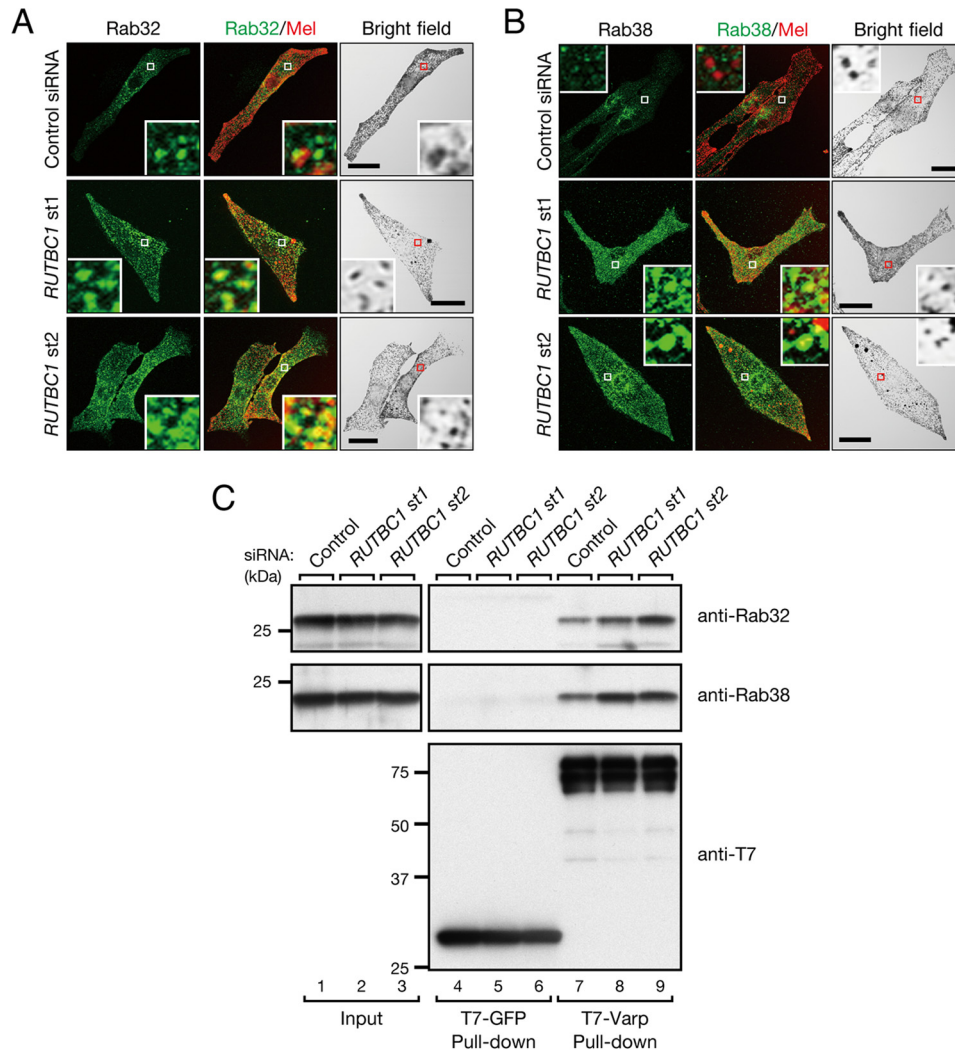 A
Rab32
Rab32/Mel
Bright field
Control siRNA
RUTBC1 st1
RUTBC1 st2
B
Rab38
Rab38/Mel
Bright field
Control siRNA
RUTBC1 st1
RUTBC1 st2
C
siRNA:
(kDa)
Control
RUTBC1 st1
RUTBC1 st2
Control
RUTBC1 st1
RUTBC1 st2
Control
RUTBC1 st1
RUTBC1 st2
25
anti-Rab32
25
anti-Rab38
75
50
37
25
anti-T7
1 2 3 4 5 6 7 8 9
Input
T7-GFP
Pull-down
T7-Varp
Pull-down